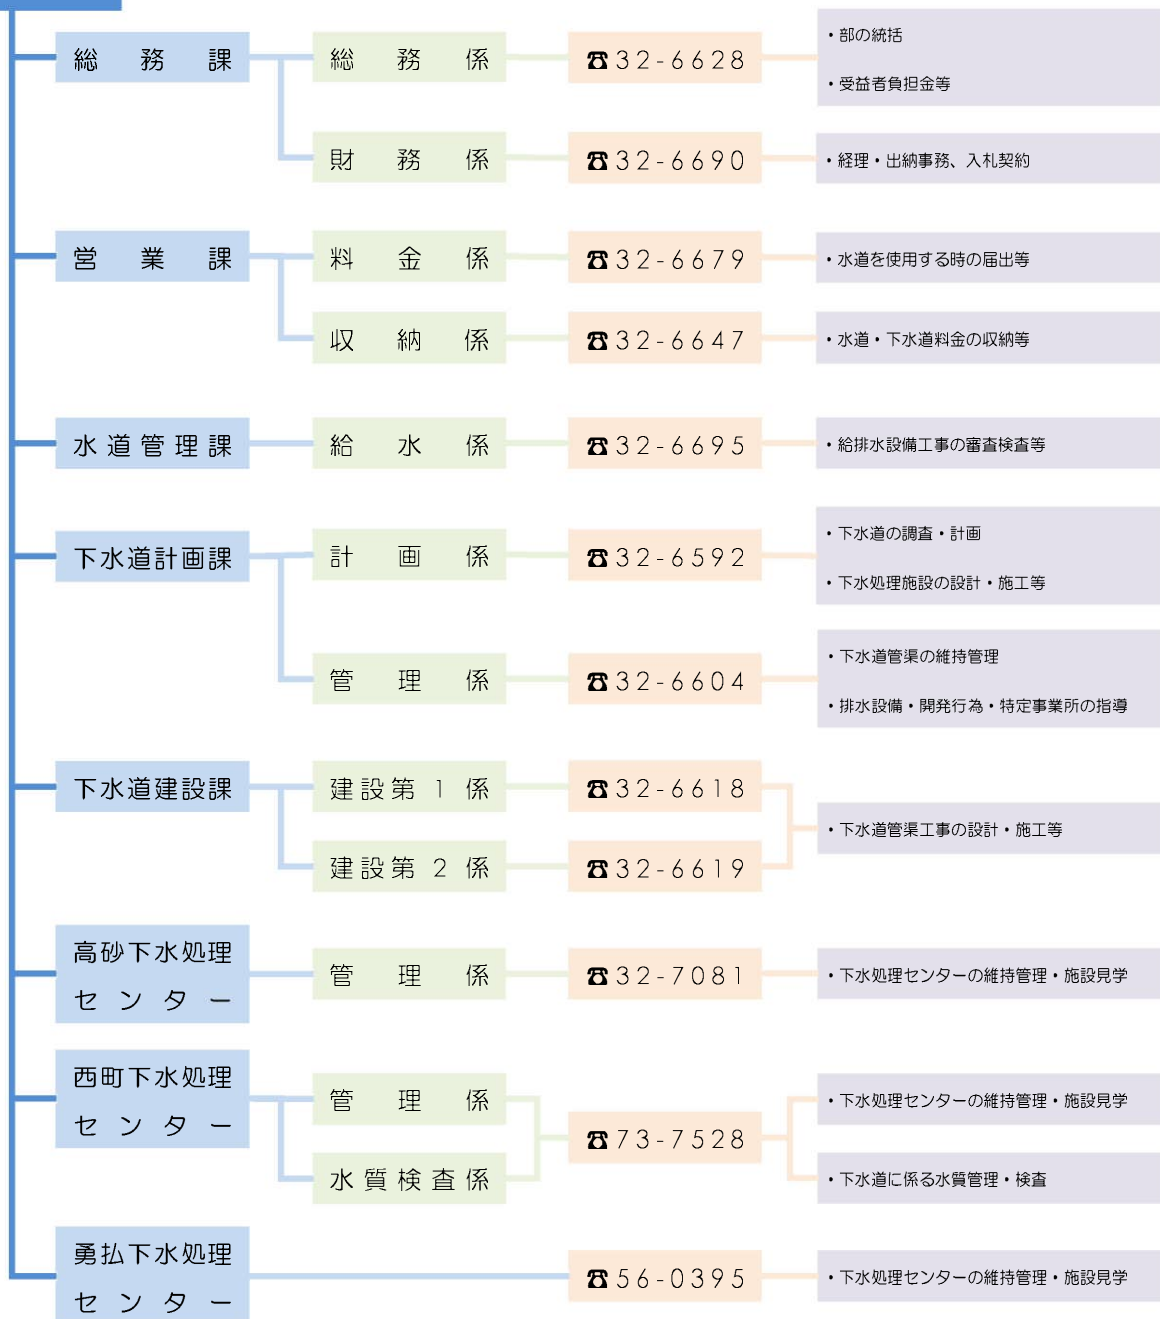 総務課
総務係
☎32-6628
・部の統括
・受益者負担金等
財務係
☎32-6690
・経理・出納事務、入札契約
営業課
料金係
☎32-6679
・水道を使用する時の届出等
収納係
☎32-6647
・水道・下水道料金の収納等
水道管理課
給水係
☎32-6695
・給排水設備工事の審査検査等
下水道計画課
計画係
☎32-6592
・下水道の調査・計画
・下水処理施設の設計・施工等
管理係
☎32-6604
・下水道管渠の維持管理
・排水設備・開発行為・特定事業所の指導
下水道建設課
建設第1係
☎32-6618
建設第2係
☎32-6619
・下水道管渠工事の設計・施工等
高砂下水処理
センター
管理係
☎32-7081
・下水処理センターの維持管理・施設見学
西町下水処理
センター
管理係
水質検査係
☎73-7528
・下水処理センターの維持管理・施設見学
・下水道に係る水質管理・検査
勇払下水処理
センター
☎56-0395
・下水処理センターの維持管理・施設見学